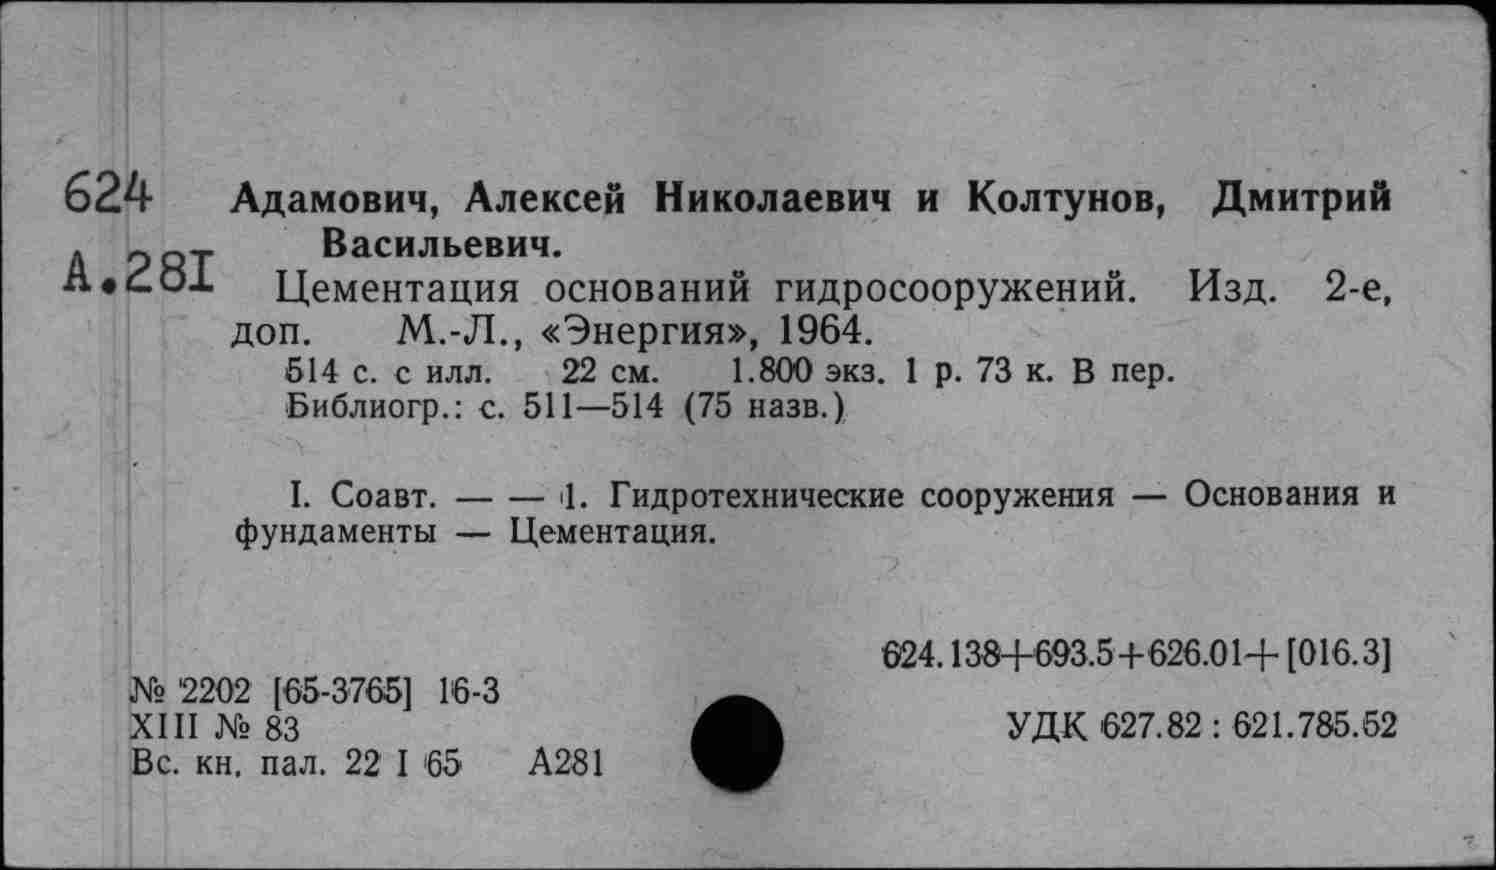 624 Адамович, Алексей Николаевич и Колтунов, Дмитрий
Васильевич.
А.28I
Цементация оснований гидросооружений. Изд. 2-е,
доп. М.-Л., «Энергия», 1964.
514 с. с илл. 22 см. 1.800 экз. 1 р. 73 к. В пер.
Библиогр.: с. 511—514 (75 назв.)
I. Соавт. — — 1. Гидротехнические сооружения — Основания и
фундаменты — Цементация.
624.138+693.5+626.01+[016.3]
№ 2202 [65-3765] 16-3
XIII № 83
УДК 627.82 : 621.785.52
Вс. кн. пал. 22 I 65 А281